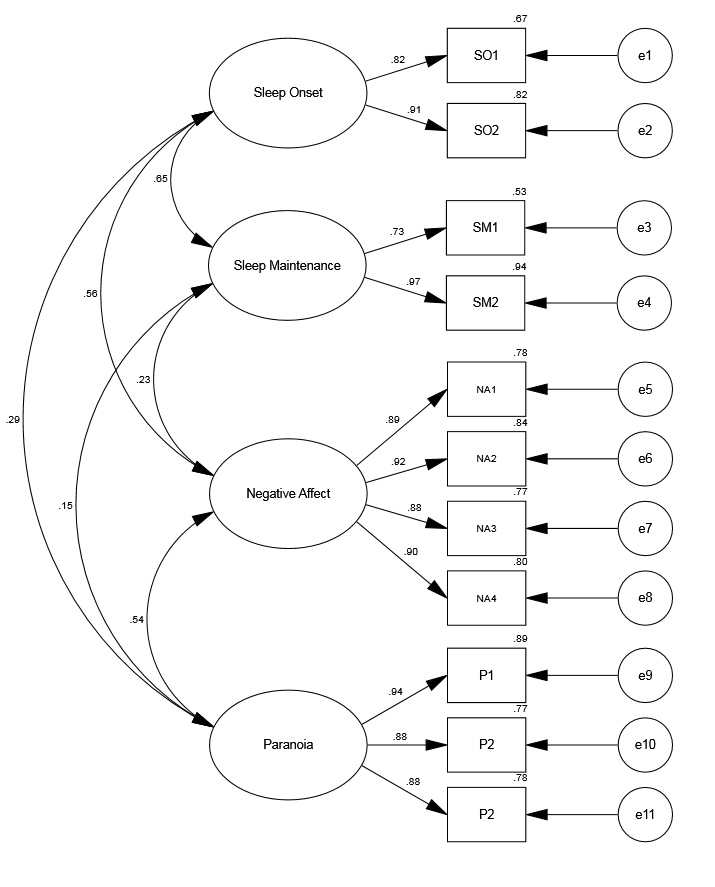 .67
Sleep Onset
.82
SO1
e1
.82
.91
SO2
e2
.65
.53
Sleep Maintenance
.73
SM1
e3
.94
.97
SM2
e4
.56
.23
.78
.89
NA1
e5
.84
.92
NA2
e6
.29
Negative Affect
.77
.88
NA3
e7
.15
.80
.90
NA4
e8
.54
.89
.94
P1
e9
.77
Paranoia
.88
P2
e10
.78
.88
P2
e11